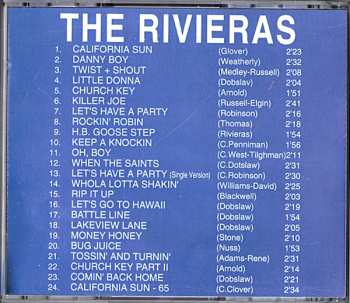 THE RIVIERAS
1. CALIFORNIA SUN (Glover) 2'23
2. DANNY BOY (Weatherly) 2'32
3. TWIST + SHOUT (Medley-Russell) 2'08
4. LITTLE DONNA (Dobslav) 2'04
5. CHURCH KEY (Arnold) 1'51
6. KILLER JOE (Russell-Elgin) 2'41
7. LET'S HAVE A PARTY (Robinson) 2'16
8. ROCKIN' ROBIN (Thomas) 2'18
9. H.B. GOOSE STEP (Rivieras) 1'54
10. KEEP A KNOCKIN (C.Penniman) 1'56
11. OH, BOY (C.West-Tilghman) 2'11
12. WHEN THE SAINTS (C.Dotslav) 2'31
13. LET'S HAVE A PARTY (Single Version) (C.Robinson) 2'30
14. WHOLA LOTTA SHAKIN' (Williams-David) 2'31
15. RIP IT UP (Blackwell) 2'03
16. LET'S GO TO HAWAII (Dobslaw) 2'19
17. BATTLE LINE (Dobslaw) 1'54
18. LAKEVIEW LANE (Dobslaw) 2'05
19. MONEY HONEY (Stone) 2'10
20. BUG JUICE (Nuss) 1'53
21. TOSSIN' AND TURNIN' (Adams-Rene) 2'31
22. CHURCH KEY PART II (Arnold) 2'14
23. COMIN' BACK HOME (Dobslaw) 2'21
24. CALIFORNIA SUN - 65 (C.Glover) 2'34